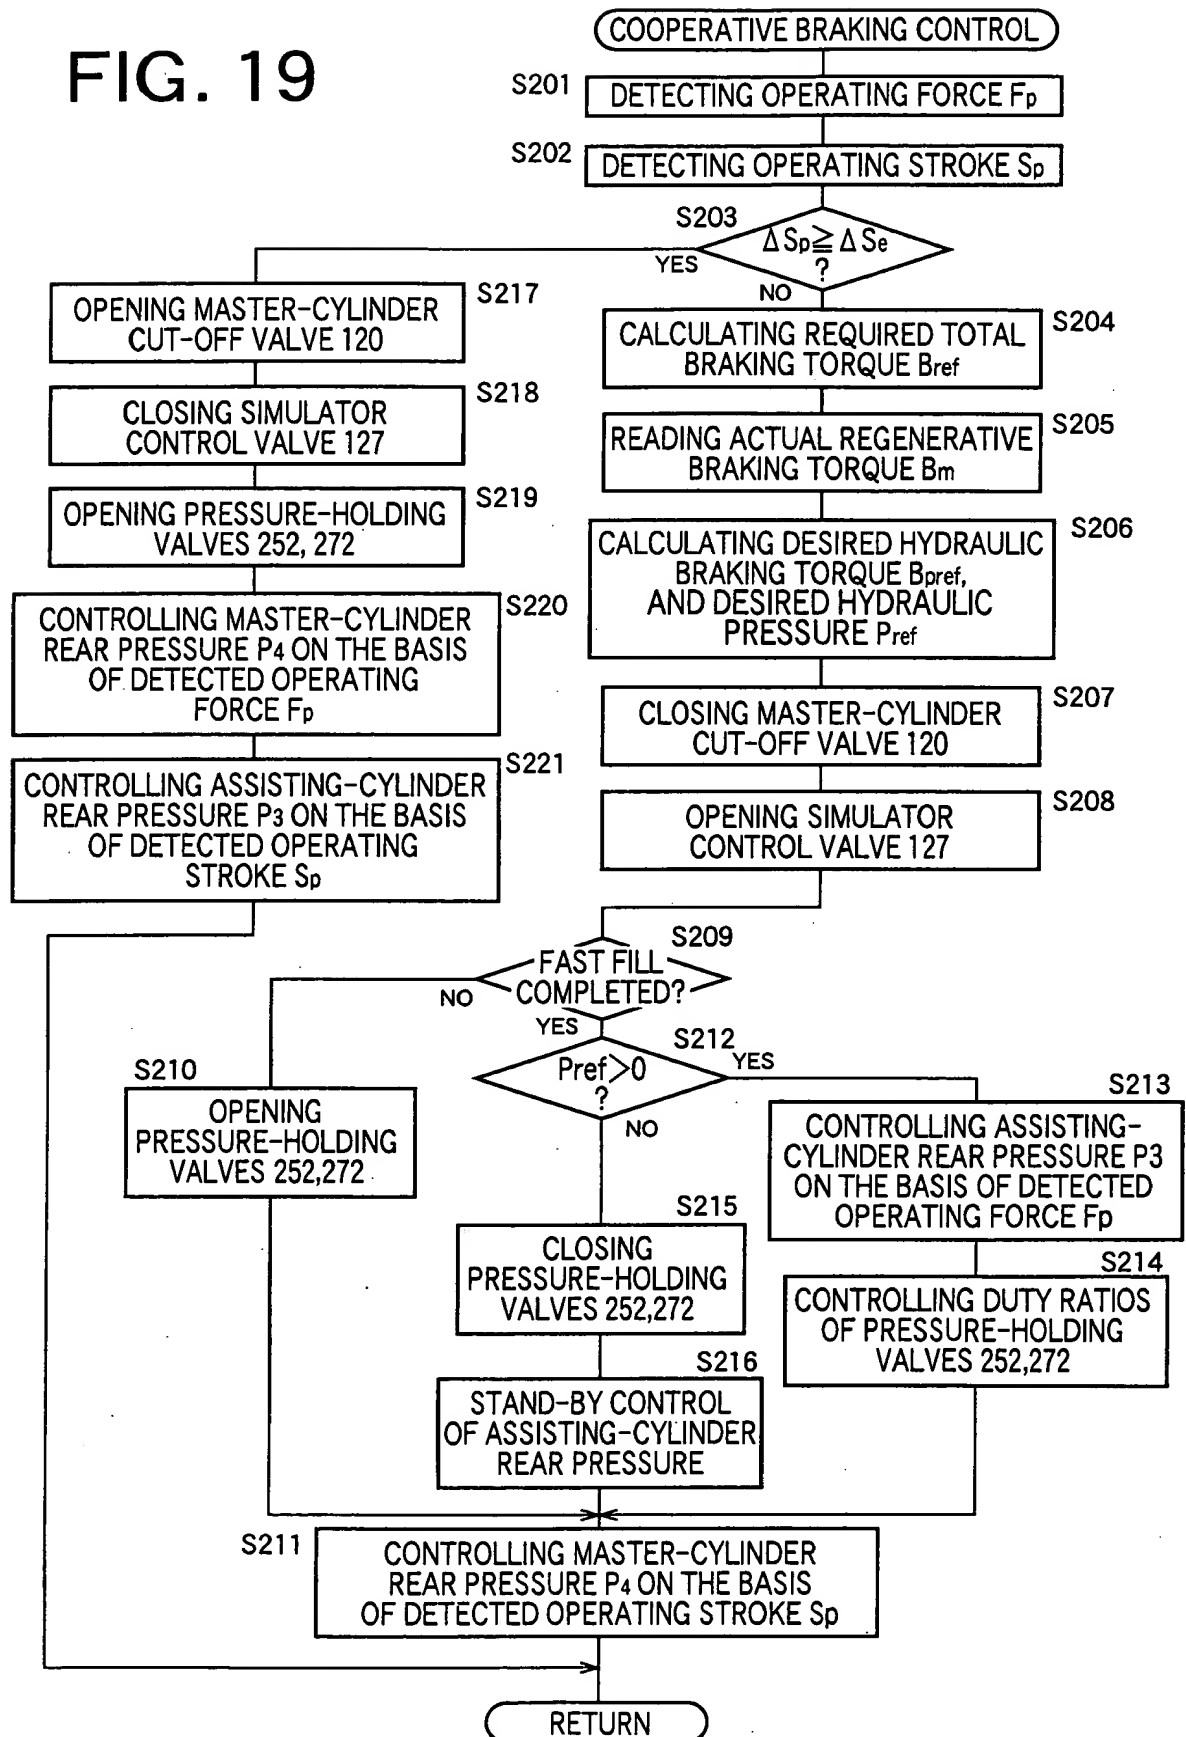 FIG. 19
COOPERATIVE BRAKING CONTROL
S201
DETECTING OPERATING FORCE Fp
S202
DETECTING OPERATING STROKE Sp
S203
ΔSp≧ΔSe
?
YES
NO
S217
OPENING MASTER-CYLINDER
CUT-OFF VALVE 120
S218
CLOSING SIMULATOR
CONTROL VALVE 127
S219
OPENING PRESSURE-HOLDING
VALVES 252, 272
S220
CONTROLLING MASTER-CYLINDER
REAR PRESSURE P4 ON THE BASIS
OF DETECTED OPERATING
FORCE Fp
S221
CONTROLLING ASSISTING-CYLINDER
REAR PRESSURE P3 ON THE BASIS
OF DETECTED OPERATING
STROKE Sp
S204
CALCULATING REQUIRED TOTAL
BRAKING TORQUE Bref
S205
READING ACTUAL REGENERATIVE
BRAKING TORQUE Bm
S206
CALCULATING DESIRED HYDRAULIC
BRAKING TORQUE Bpref,
AND DESIRED HYDRAULIC
PRESSURE Pref
S207
CLOSING MASTER-CYLINDER
CUT-OFF VALVE 120
S208
OPENING SIMULATOR
CONTROL VALVE 127
S209
FAST FILL
COMPLETED?
NO
YES
S210
OPENING
PRESSURE-HOLDING
VALVES 252,272
S212
Pref>0
?
YES
NO
S213
CONTROLLING ASSISTING-
CYLINDER REAR PRESSURE P3
ON THE BASIS OF DETECTED
OPERATING FORCE Fp
S214
CONTROLLING DUTY RATIOS
OF PRESSURE-HOLDING
VALVES 252,272
S215
CLOSING
PRESSURE-HOLDING
VALVES 252,272
S216
STAND-BY CONTROL
OF ASSISTING-CYLINDER
REAR PRESSURE
S211
CONTROLLING MASTER-CYLINDER
REAR PRESSURE P4 ON THE BASIS
OF DETECTED OPERATING STROKE Sp
RETURN